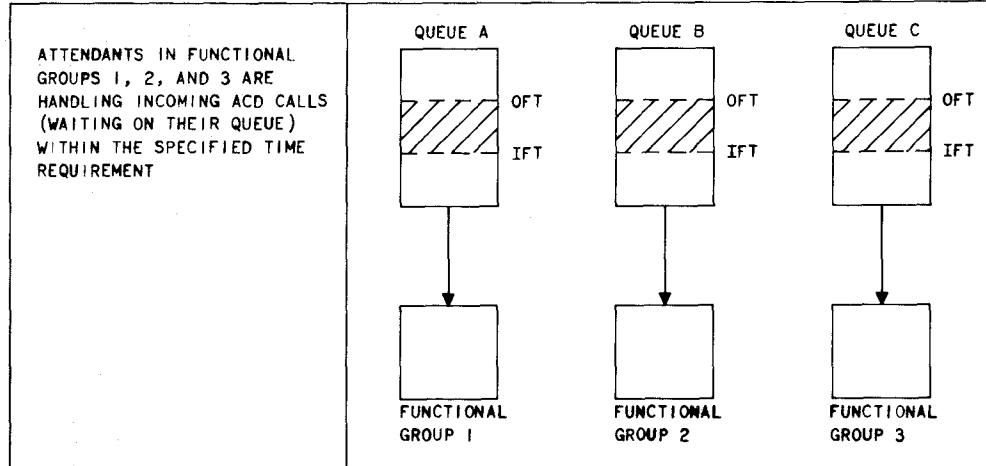 ATTENDANTS IN FUNCTIONAL
GROUPS 1, 2, AND 3 ARE
HANDLING INCOMING ACD CALLS
(WAITING ON THEIR QUEUE)
WITHIN THE SPECIFIED TIME
REQUIREMENT
QUEUE A
OFT
IFT
FUNCTIONAL
GROUP 1
QUEUE B
OFT
IFT
FUNCTIONAL
GROUP 2
QUEUE C
OFT
IFT
FUNCTIONAL
GROUP 3